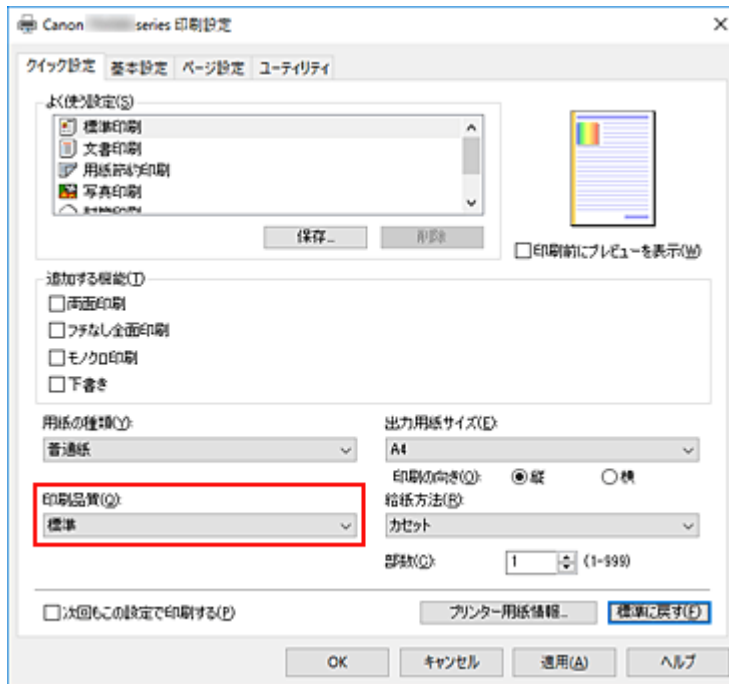 Canon series 印刷設定
クイック設定 基本設定 ページ設定 ユーティリティ
よく使う設定(S)
標準印刷
文書印刷
用紙節約印刷
写真印刷
保存...
削除
印刷前にプレビューを表示(W)
追加する機能(T)
両面印刷
フチなし全面印刷
モノクロ印刷
下書き
用紙の種類(Y):
普通紙
出力用紙サイズ(E):
A4
印刷の向き(O): 縦 横
印刷品質(Q):
標準
給紙方法(R):
カセット
部数(C): 1 (1-999)
次回もこの設定で印刷する(P)
プリンター用紙情報... 標準に戻す(F)
OK キャンセル 適用(A) ヘルプ